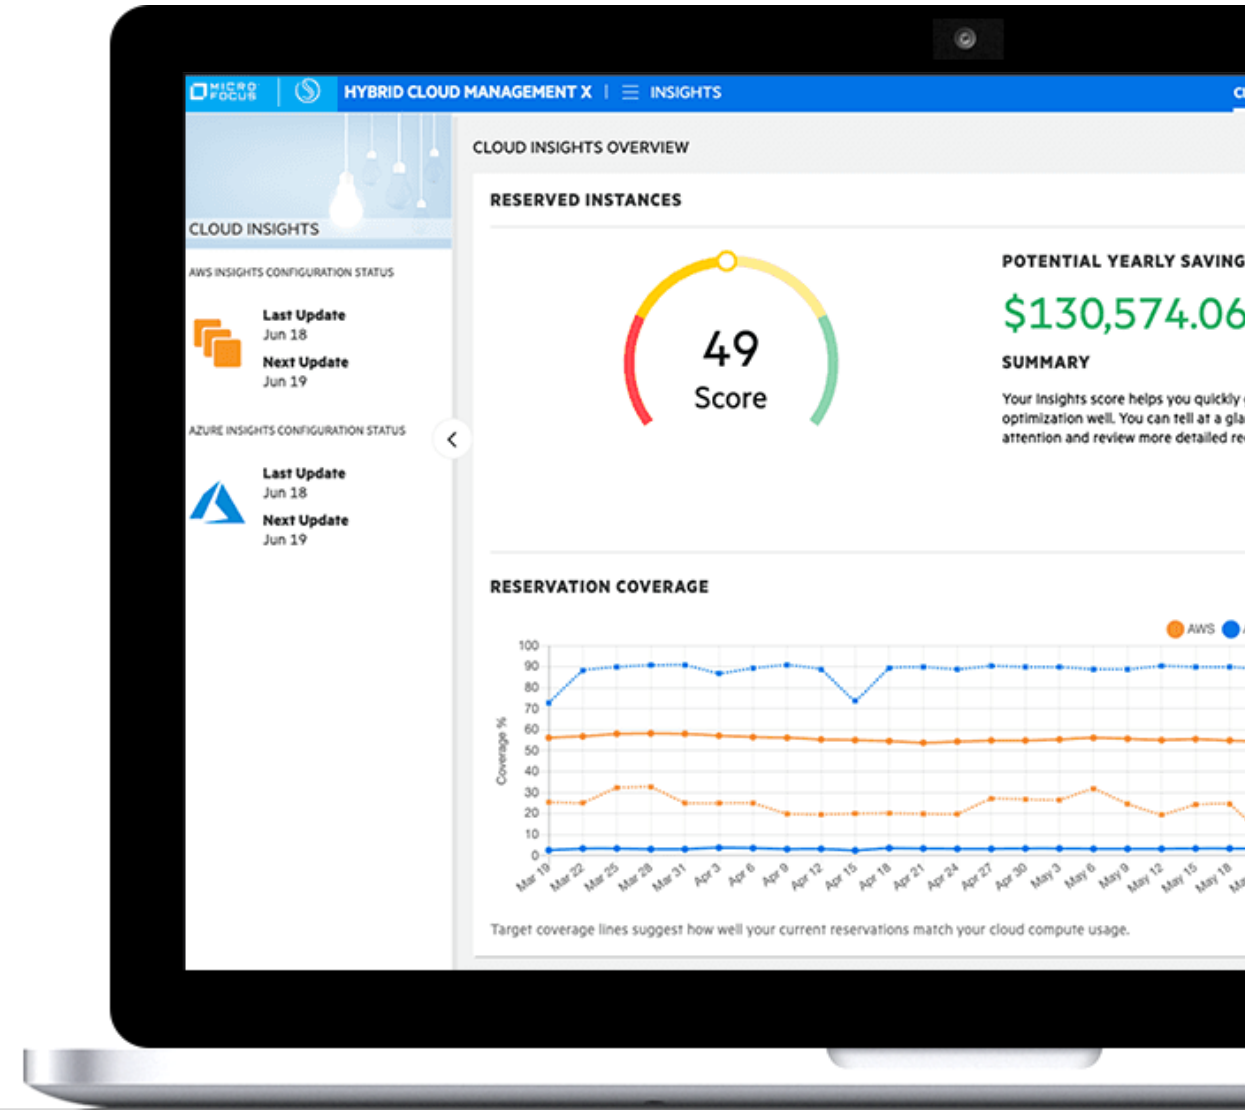 MICRO
FOCUS
HYBRID CLOUD MANAGEMENT X
INSIGHTS
CLOUD INSIGHTS
AWS INSIGHTS CONFIGURATION STATUS
Last Update
Jun 18
Next Update
Jun 19
AZURE INSIGHTS CONFIGURATION STATUS
Last Update
Jun 18
Next Update
Jun 19
CLOUD INSIGHTS OVERVIEW
RESERVED INSTANCES
49
Score
POTENTIAL YEARLY SAVING
$130,574.06
SUMMARY
Your Insights score helps you quickly
optimization well. You can tell at a
attention and review more detailed
RESERVATION COVERAGE
AWS
Coverage %
100
90
80
70
60
50
40
30
20
10
0
Mar 19
Mar 22
Mar 25
Mar 28
Mar 31
Apr 3
Apr 6
Apr 9
Apr 12
Apr 15
Apr 18
Apr 21
Apr 24
Apr 27
Apr 30
May 3
May 6
May 9
May 12
May 15
May 18
Target coverage lines suggest how well your current reservations match your cloud compute usage.